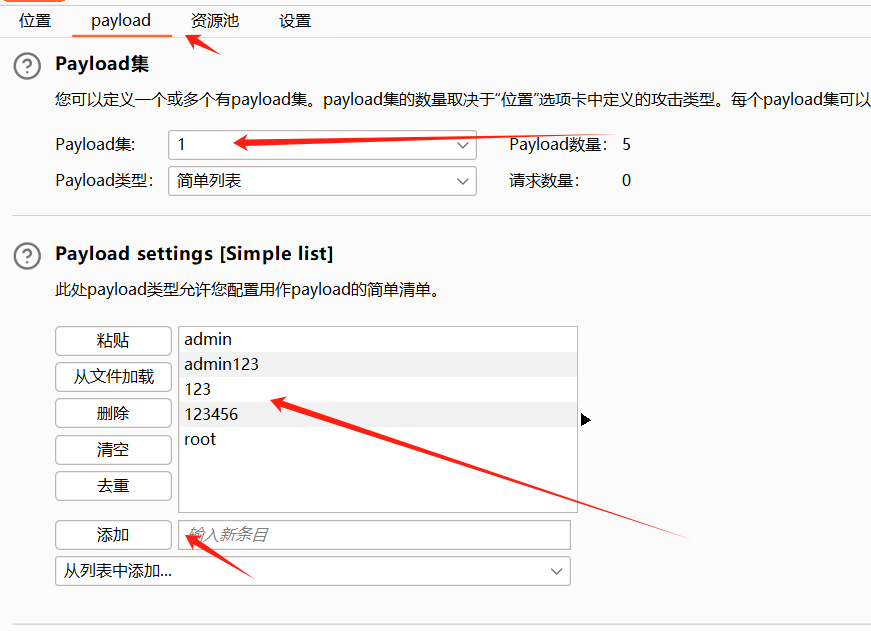 位置 payload 资源池 设置
Payload集
您可以定义一个或多个有payload集。payload集的数量取决于“位置”选项卡中定义的攻击类型。每个payload集可以
Payload集: 1 Payload数量: 5
Payload类型: 简单列表 请求数量: 0
Payload settings [Simple list]
此处payload类型允许您配置用作payload的简单清单。
粘贴 admin
从文件加载 admin123
删除 123
清空 123456
去重 root
添加 输入新条目
从列表中添加...